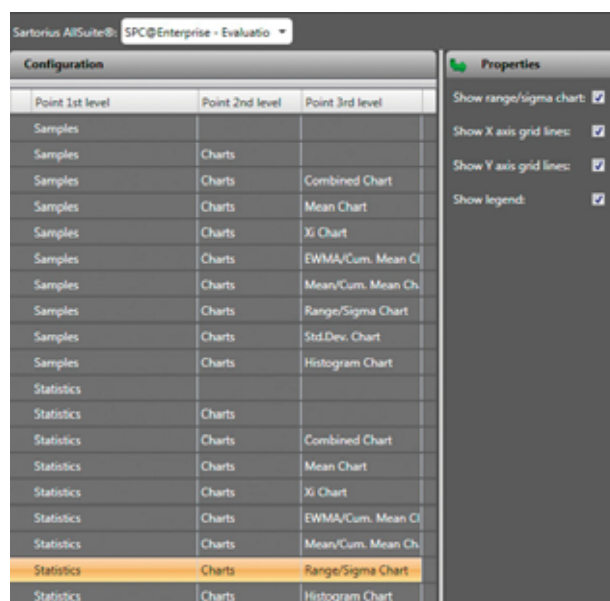 Sartorius AllSuite®: SPC@Enterprise - Evaluatio
Configuration
Point 1st level Point 2nd level Point 3rd level
Samples
Samples Charts
Samples Charts Combined Chart
Samples Charts Mean Chart
Samples Charts Xi Chart
Samples Charts EWMA/Cum. Mean Cl
Samples Charts Mean/Cum. Mean Ch
Samples Charts Range/Sigma Chart
Samples Charts Std.Dev. Chart
Samples Charts Histogram Chart
Statistics
Statistics Charts
Statistics Charts Combined Chart
Statistics Charts Mean Chart
Statistics Charts Xi Chart
Statistics Charts EWMA/Cum. Mean Cl
Statistics Charts Mean/Cum. Mean Ch
Statistics Charts Range/Sigma Chart
Statistics Charts Histogram Chart
Properties
Show range/sigma chart:
Show X axis grid lines:
Show Y axis grid lines:
Show legend: